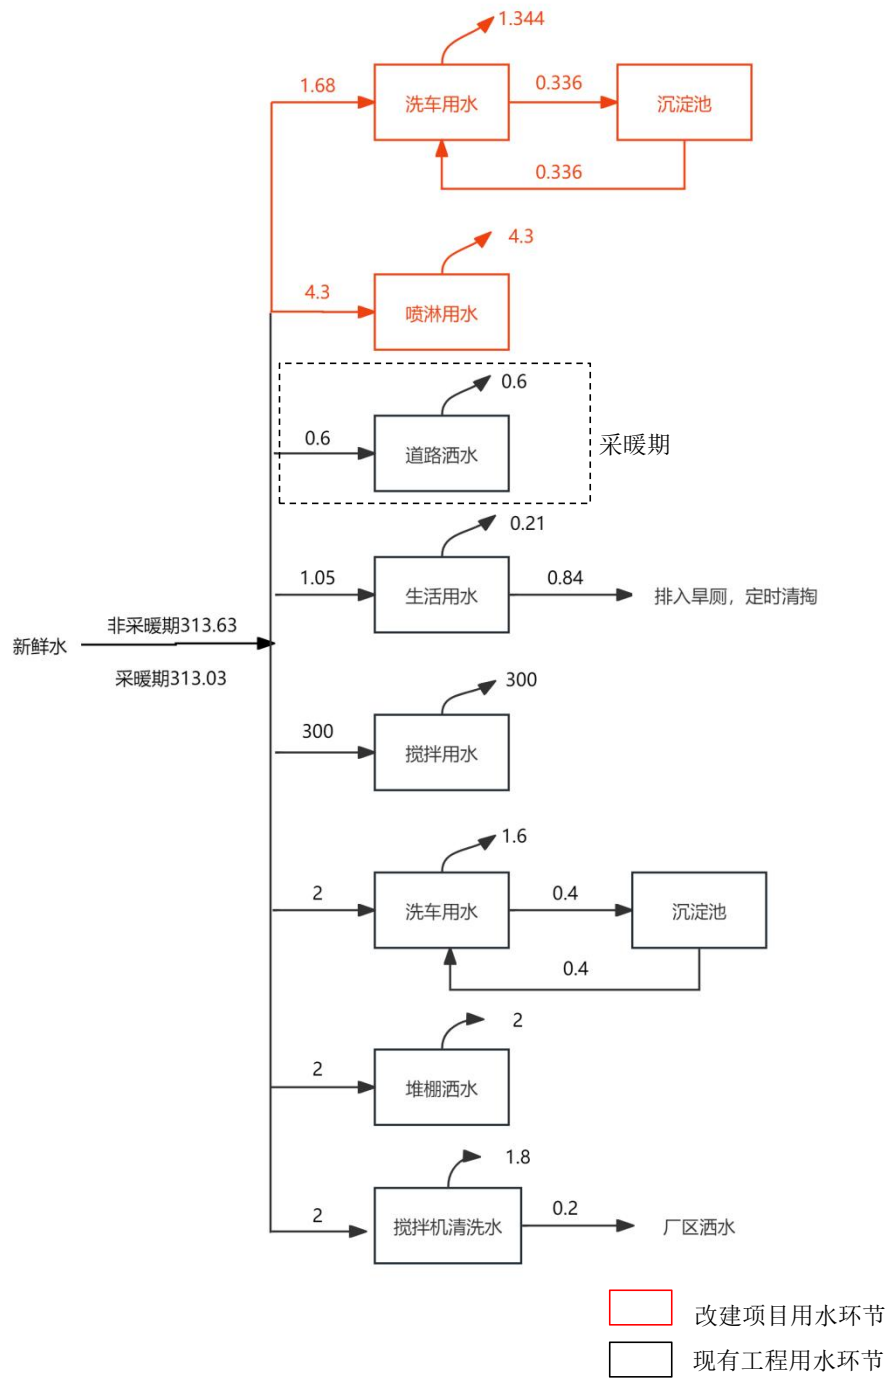 1.344
1.68
洗车用水
0.336
沉淀池
0.336
4.3
4.3
喷淋用水
0.6
0.6
道路洒水
采暖期
0.21
1.05
生活用水
0.84
排入旱厕，定时清掏
新鲜水
非采暖期313.63
采暖期313.03
300
300
搅拌用水
1.6
2
洗车用水
0.4
沉淀池
0.4
2
2
堆棚洒水
1.8
2
搅拌机清洗水
0.2
厂区洒水
改建项目用水环节
现有工程用水环节